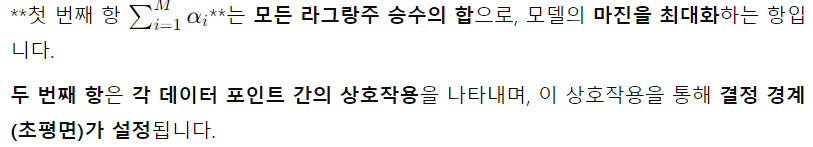 **첫 번째 항 $\sum_{i=1}^{M} \alpha_i$**는 모든 라그랑주 승수의 합으로, 모델의 마진을 최대화하는 항입
니다.
두 번째 항은 각 데이터 포인트 간의 상호작용을 나타내며, 이 상호작용을 통해 결정 경계
(초평면)가 설정됩니다.